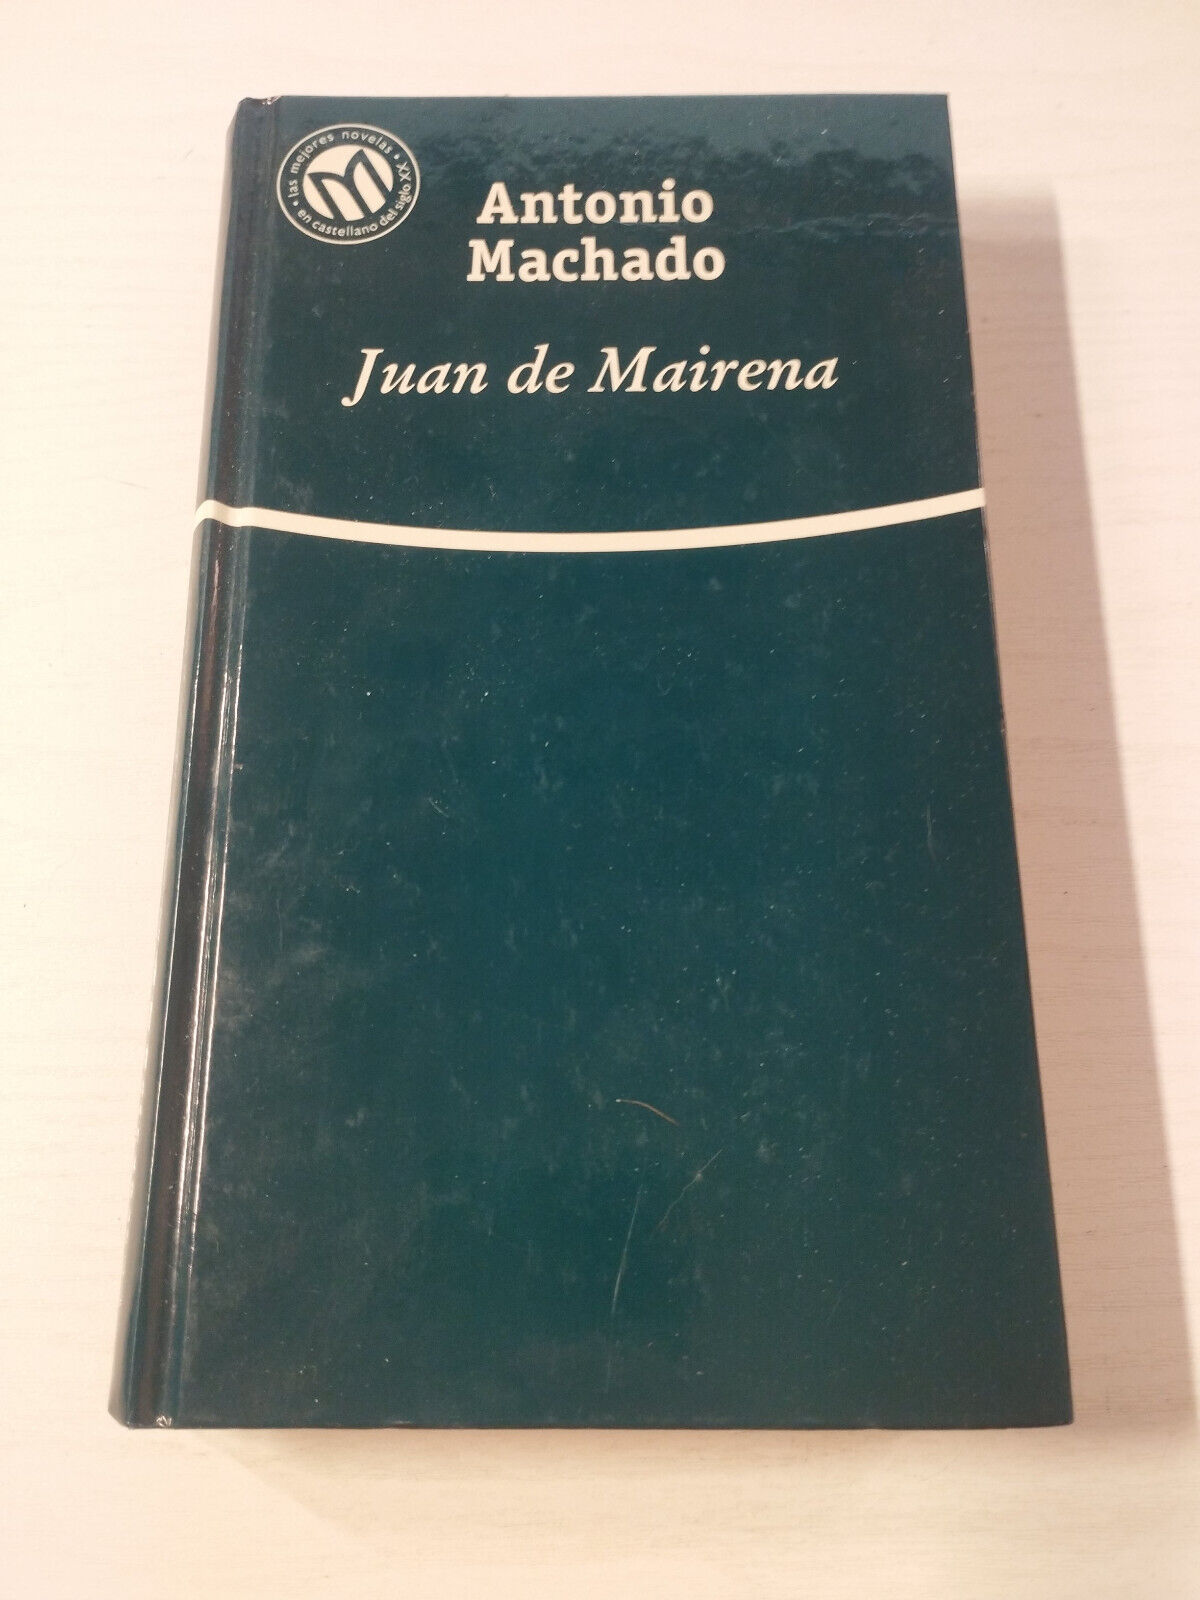 • las mejores novelas •
en castellano del siglo XX
Antonio
Machado
Juan de Mairena